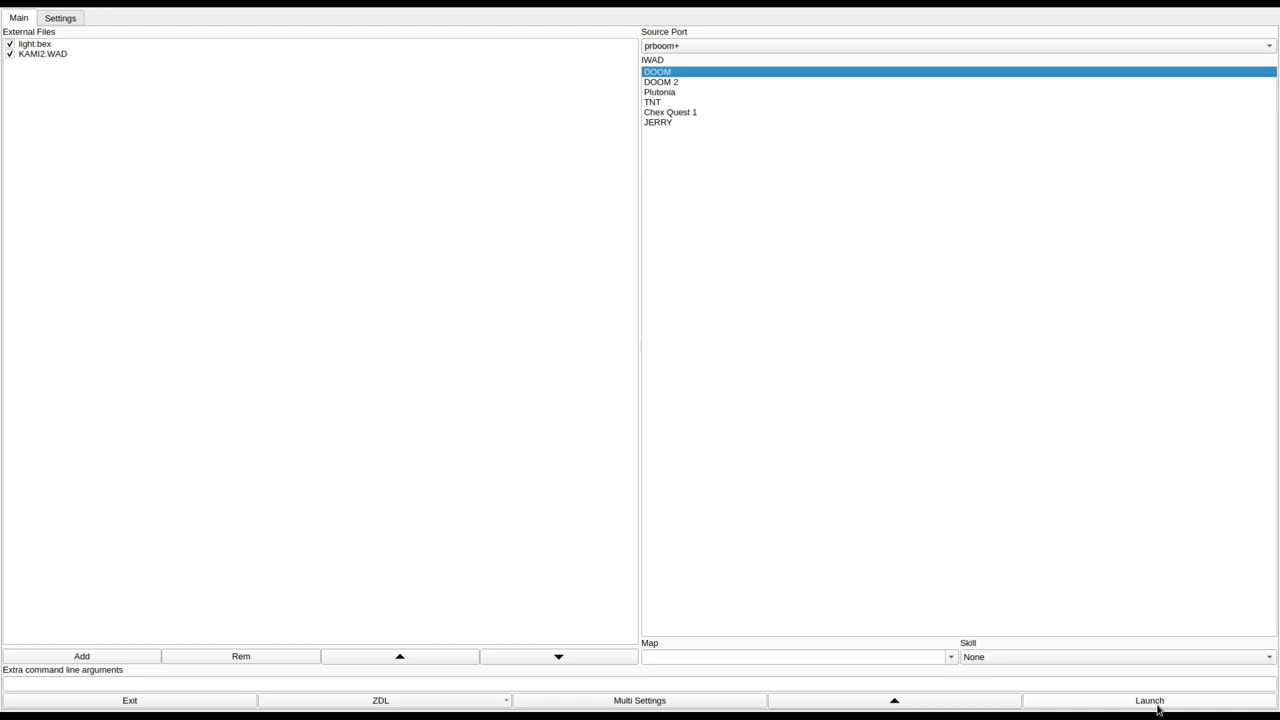 Main Settings
External Files
light.bex
KAMI2.WAD
Source Port
prboom+
IWAD
DOOM
DOOM 2
Plutonia
TNT
Chex Quest 1
JERRY
Add Rem
Map Skill
None
Extra command line arguments
Exit ZDL Multi Settings Launch